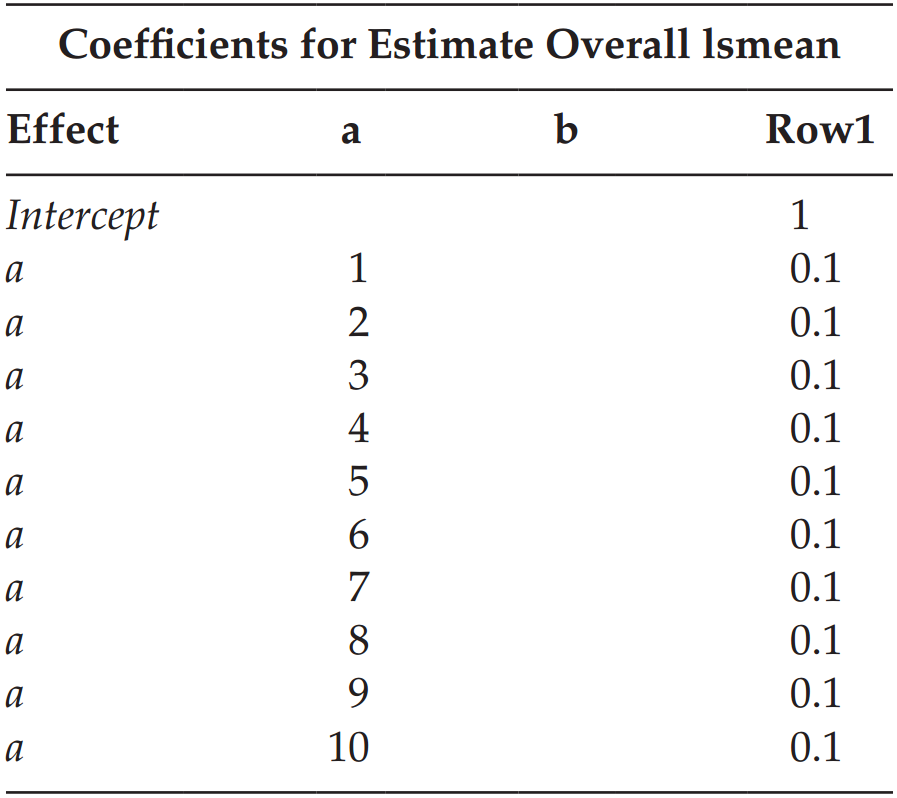 Coefficients for Estimate Overall lsmean
Effect a b Row1
Intercept 1
a 1 0.1
a 2 0.1
a 3 0.1
a 4 0.1
a 5 0.1
a 6 0.1
a 7 0.1
a 8 0.1
a 9 0.1
a 10 0.1